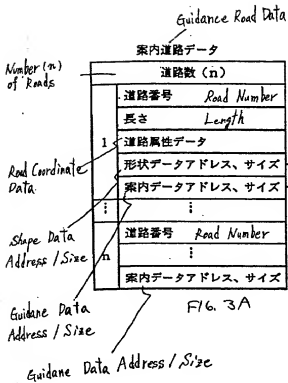 Guidance Road Data
案内道路データ
Number (n)
of Roads
道路数 (n)
道路番号 Road Number
長さ Length
1 道路属性データ
Road Coordinate
Data
形状データアドレス、サイズ
案内データアドレス、サイズ
⋮ ⋮
Shape Data
Address / Size
道路番号 Road Number
n ⋮
Guidane Data
Address / Size
案内データアドレス、サイズ
FIG. 3A
Guidane Data Address / Size